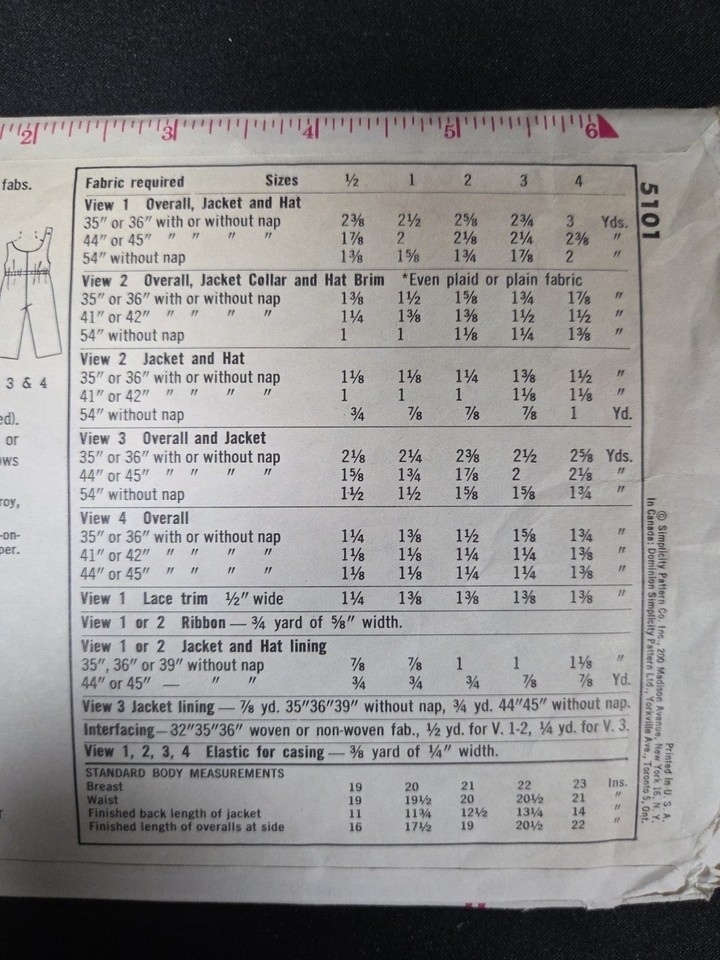 2 3 4 5 6
fabs.
3 & 4
ed).
or
ows
roy,
-on-
per.
Fabric required Sizes ½ 1 2 3 4
View 1 Overall, Jacket and Hat
35" or 36" with or without nap 2⅜ 2½ 2⅝ 2¾ 3 Yds.
44" or 45" " " " " 1⅞ 2 2⅛ 2¼ 2⅜ "
54" without nap 1⅜ 1⅝ 1¾ 1⅞ 2 "
View 2 Overall, Jacket Collar and Hat Brim *Even plaid or plain fabric
35" or 36" with or without nap 1⅜ 1½ 1⅝ 1¾ 1⅞ "
41" or 42" " " " " 1¼ 1⅜ 1⅜ 1½ 1½ "
54" without nap 1 1 1⅛ 1¼ 1⅜ "
View 2 Jacket and Hat
35" or 36" with or without nap 1⅛ 1⅛ 1¼ 1⅜ 1½ "
41" or 42" " " " " 1 1 1 1⅛ 1⅛ "
54" without nap ¾ ⅞ ⅞ ⅞ 1 Yd.
View 3 Overall and Jacket
35" or 36" with or without nap 2⅛ 2¼ 2⅜ 2½ 2⅝ Yds.
44" or 45" " " " " 1⅝ 1¾ 1⅞ 2 2⅛ "
54" without nap 1½ 1½ 1⅝ 1⅝ 1¾ "
View 4 Overall
35" or 36" with or without nap 1¼ 1⅜ 1½ 1⅝ 1¾ "
41" or 42" " " " " 1⅛ 1⅛ 1¼ 1¼ 1⅜ "
44" or 45" " " " " 1⅛ 1⅛ 1¼ 1¼ 1⅜ "
View 1 Lace trim ½" wide 1¼ 1⅜ 1⅜ 1⅜ 1⅜ "
View 1 or 2 Ribbon — ¾ yard of ⅝" width.
View 1 or 2 Jacket and Hat lining
35", 36" or 39" without nap ⅞ ⅞ 1 1 1⅛ "
44" or 45" — " " ¾ ¾ ¾ ⅞ ⅞ Yd.
View 3 Jacket lining — ⅞ yd. 35"36"39" without nap, ¾ yd. 44"45" without nap.
Interfacing — 32"35"36" woven or non-woven fab., ½ yd. for V. 1-2, ¼ yd. for V. 3.
View 1, 2, 3, 4 Elastic for casing — ⅜ yard of ¼" width.
STANDARD BODY MEASUREMENTS
Breast 19 20 21 22 23 Ins.
Waist 19 19½ 20 20½ 21 "
Finished back length of jacket 11 11¾ 12½ 13¼ 14 "
Finished length of overalls at side 16 17½ 19 20½ 22 "
5101
© Simplicity Pattern Co. Inc., 200 Madison Avenue, New York 16, N. Y.
In Canada: Dominion Simplicity Pattern Ltd., Yorkville Ave., Toronto 5, Ont.
Printed in U. S. A.